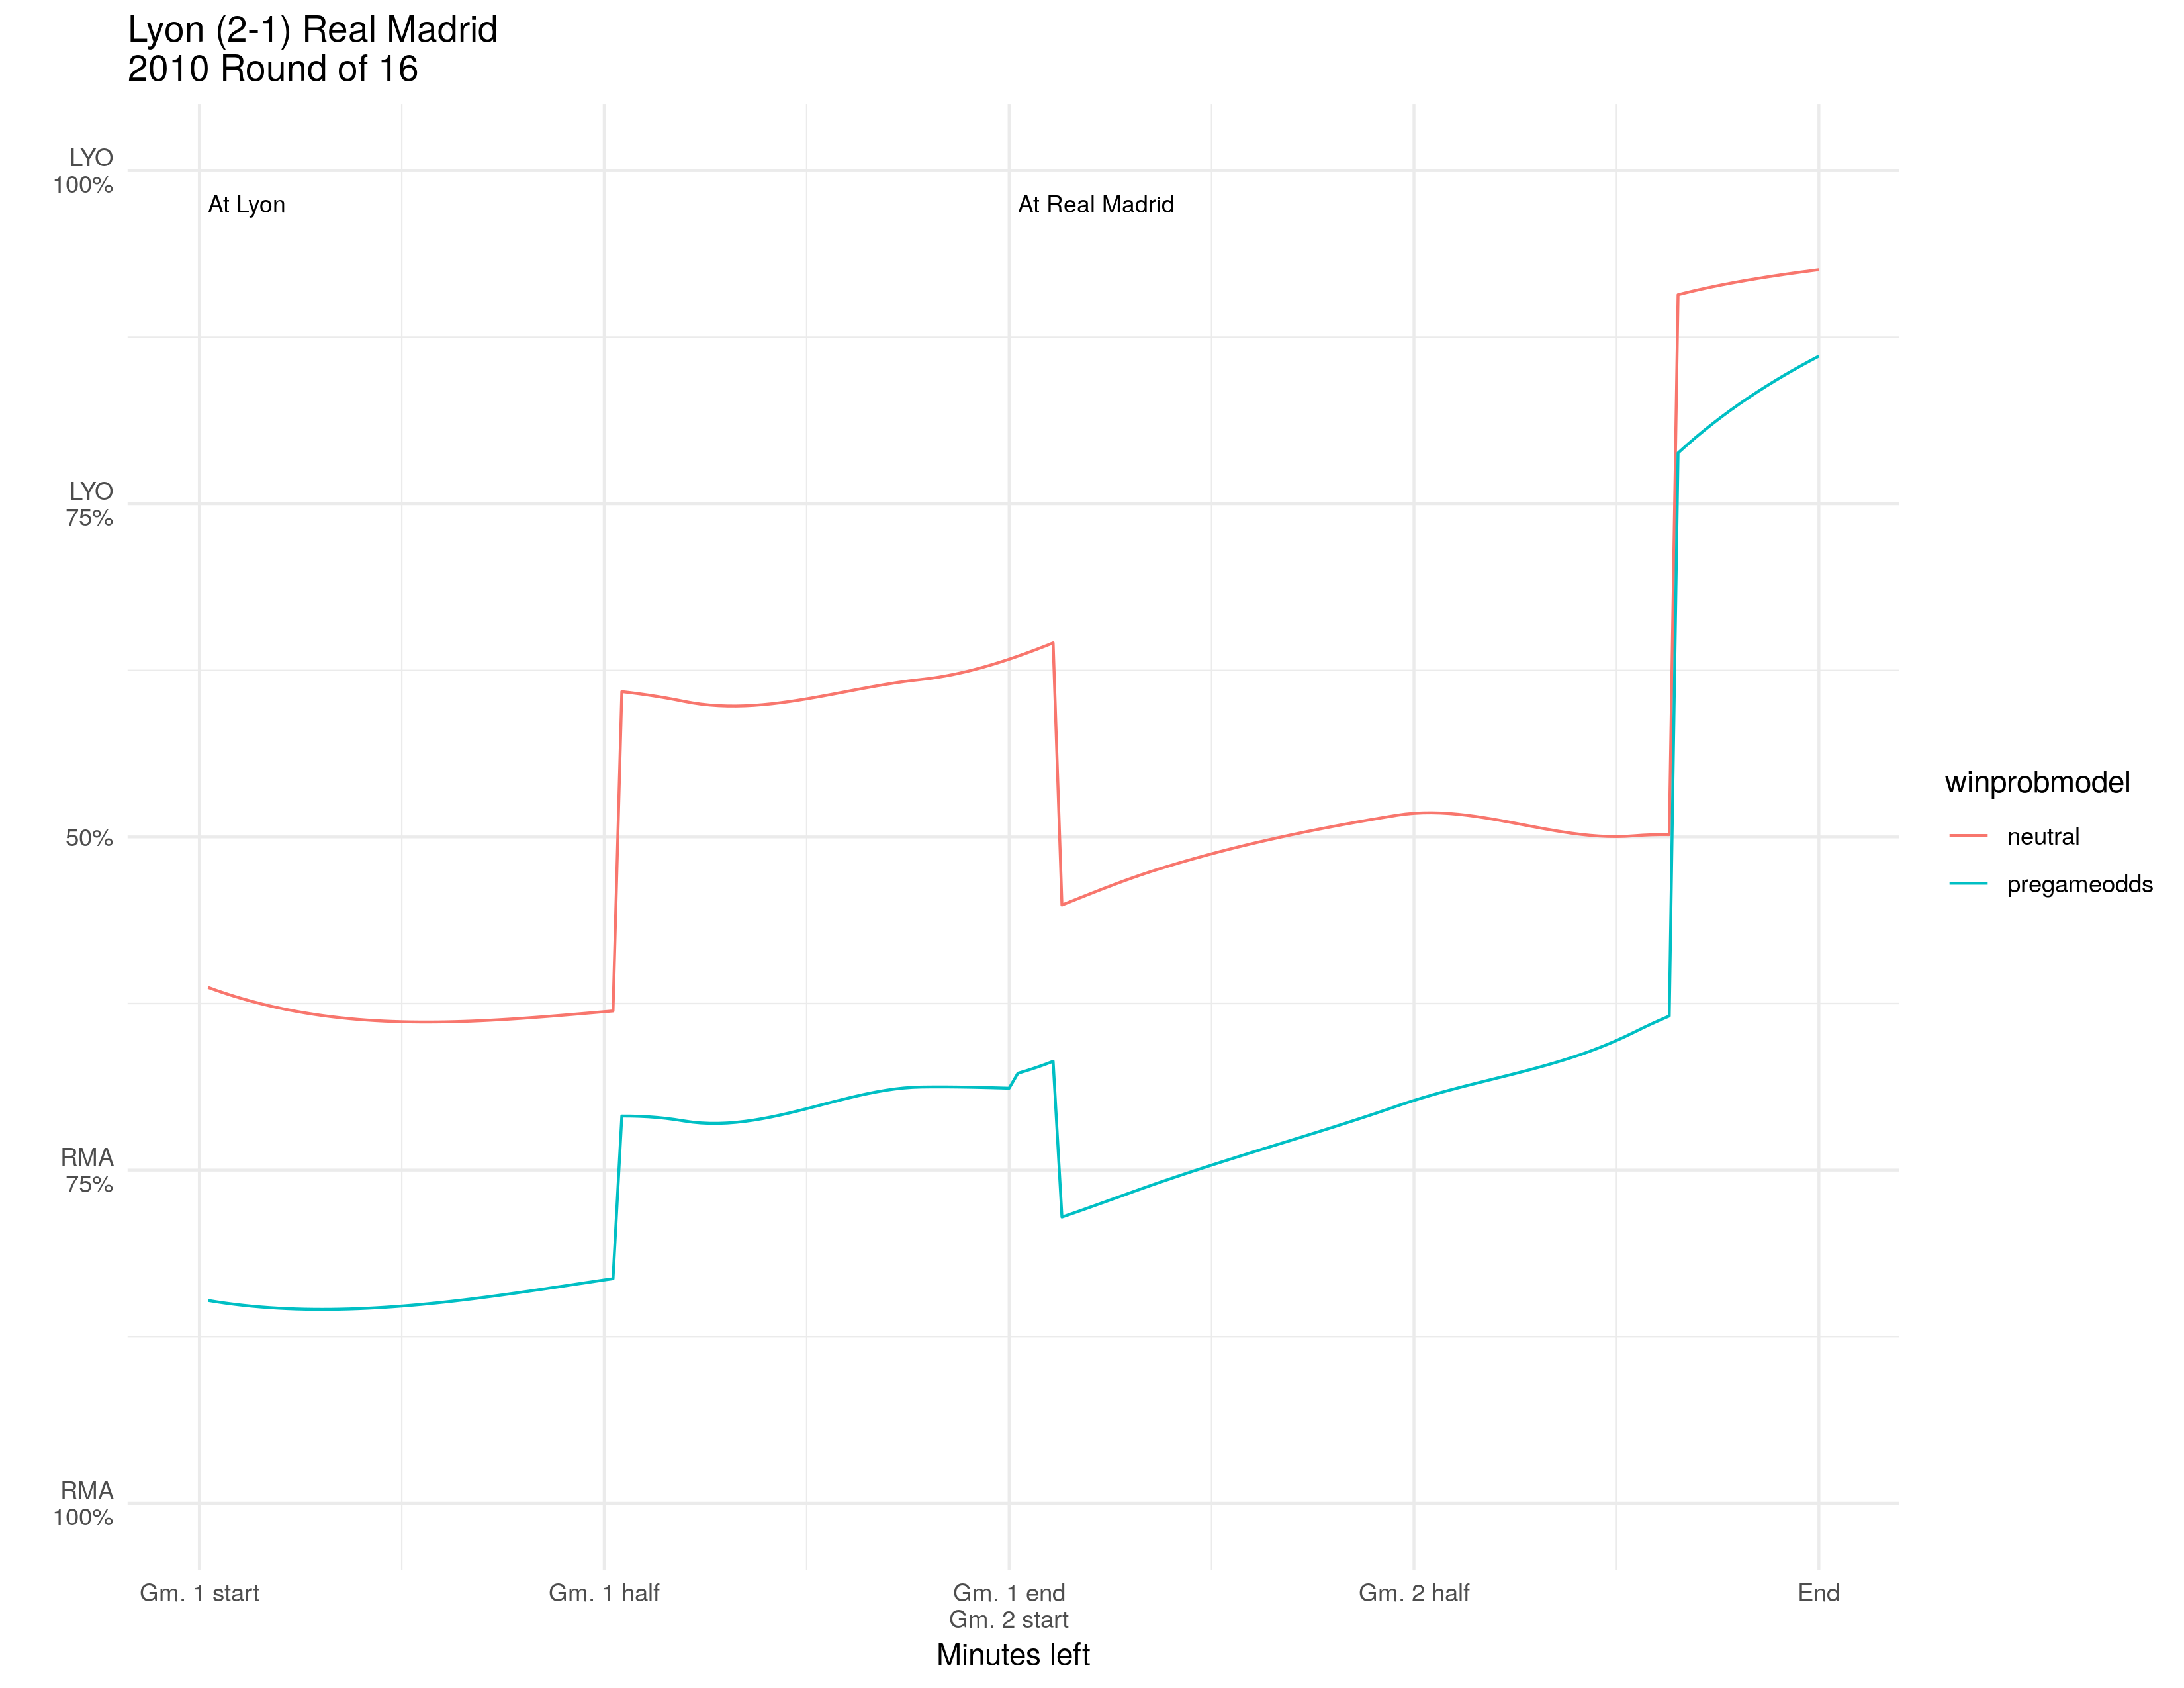 Lyon (2-1) Real Madrid
2010 Round of 16
LYO
100%
At Lyon
At Real Madrid
LYO
75%
50%
RMA
75%
RMA
100%
winprobmodel
neutral
pregameodds
Gm. 1 start
Gm. 1 half
Gm. 1 end
Gm. 2 start
Gm. 2 half
End
Minutes left